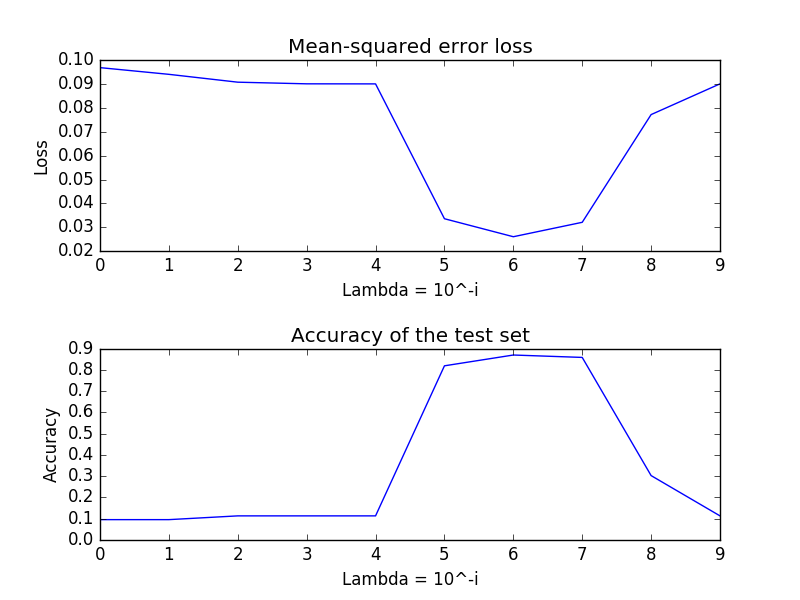 Mean-squared error loss
0.10
0.09
0.08
0.07
0.06
0.05
0.04
0.03
0.02
Loss
0 1 2 3 4 5 6 7 8 9
Lambda = 10^-i
Accuracy of the test set
0.9
0.8
0.7
0.6
0.5
0.4
0.3
0.2
0.1
0.0
Accuracy
0 1 2 3 4 5 6 7 8 9
Lambda = 10^-i